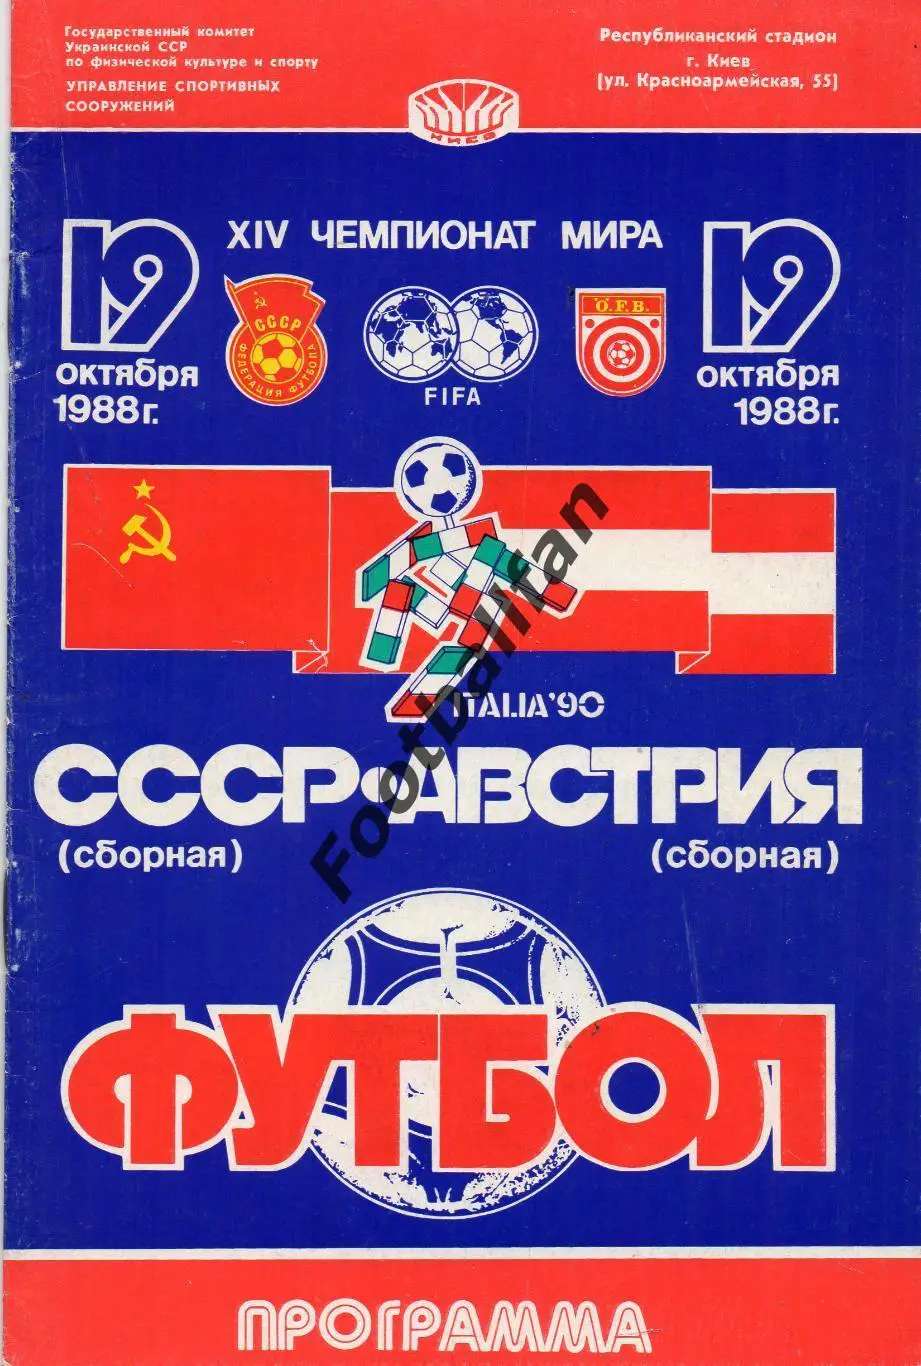 Государственный комитет
Украинской ССР
по физической культуре и спорту
УПРАВЛЕНИЕ СПОРТИВНЫХ
СООРУЖЕНИЙ
Республиканский стадион
г. Киев
(ул. Красноармейская, 55)
КИЕВ
XIV ЧЕМПИОНАТ МИРА
19
октября
1988 г.
СССР
ФЕДЕРАЦИЯ ФУТБОЛА
FIFA
Ö.F.B.
19
октября
1988 г.
ITALIA'90
СССР·АВСТРИЯ
(сборная)
(сборная)
Footballfan
ФУТБОЛ
ПРОГРАММА